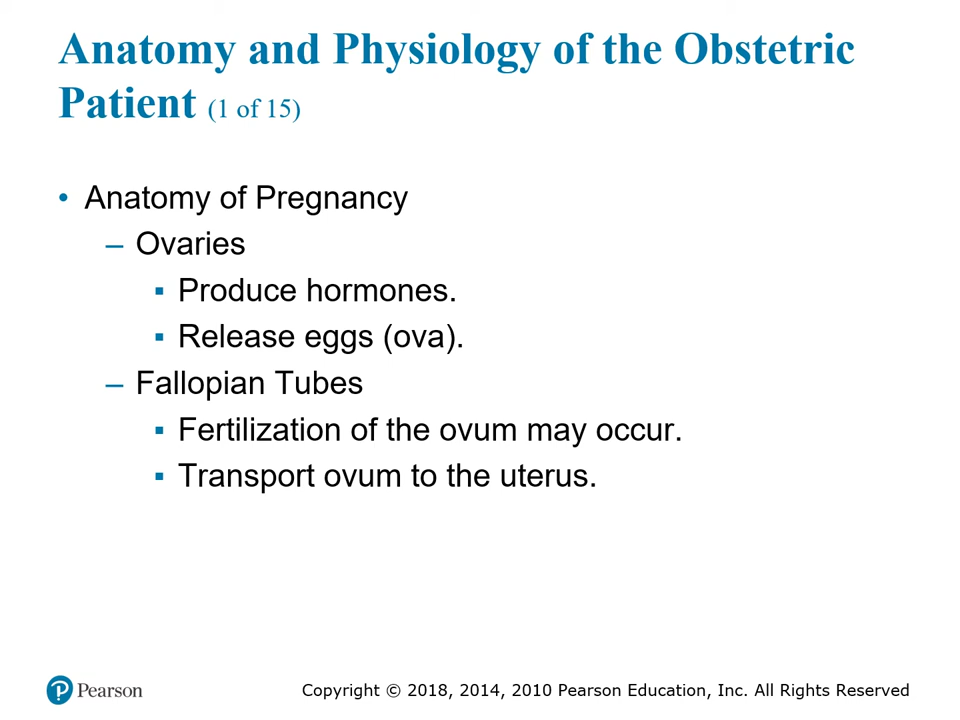 Anatomy and Physiology of the Obstetric
Patient (1 of 15)
• Anatomy of Pregnancy
– Ovaries
▪ Produce hormones.
▪ Release eggs (ova).
– Fallopian Tubes
▪ Fertilization of the ovum may occur.
▪ Transport ovum to the uterus.
Pearson
Copyright © 2018, 2014, 2010 Pearson Education, Inc. All Rights Reserved